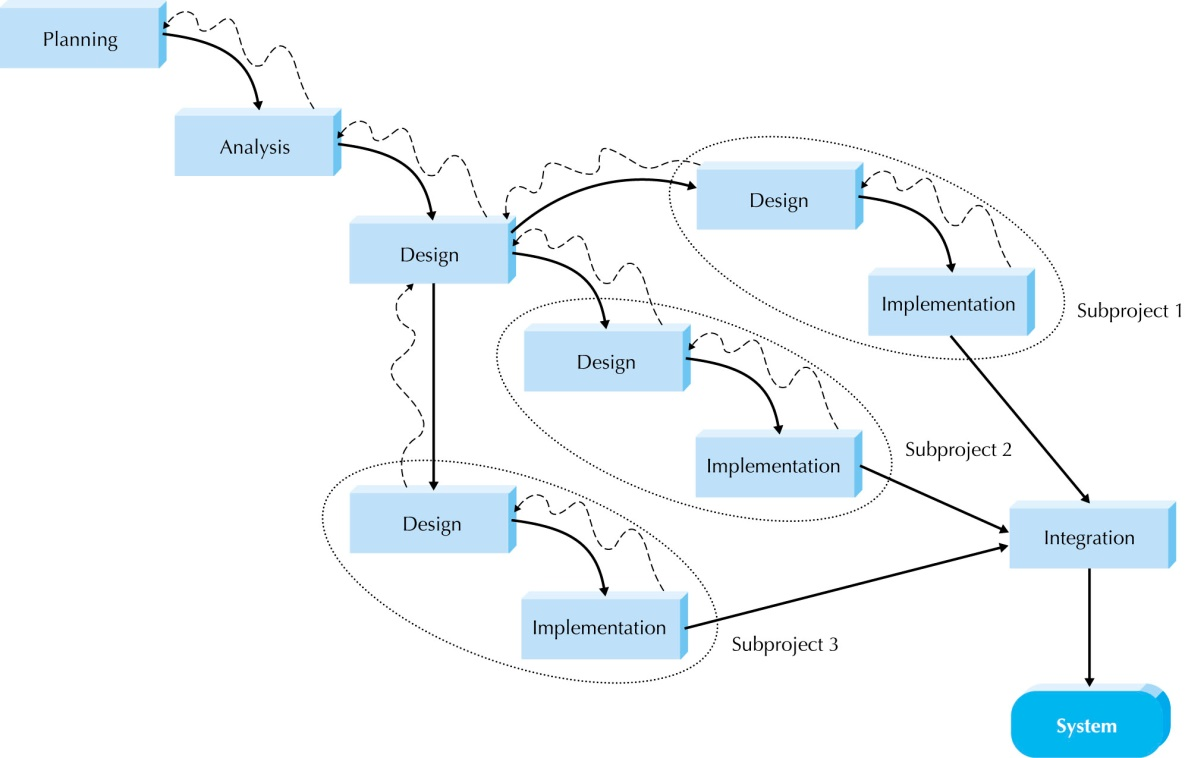 Planning
Analysis
Design
Design
Implementation
Subproject 1
Design
Implementation
Subproject 2
Design
Implementation
Subproject 3
Integration
System